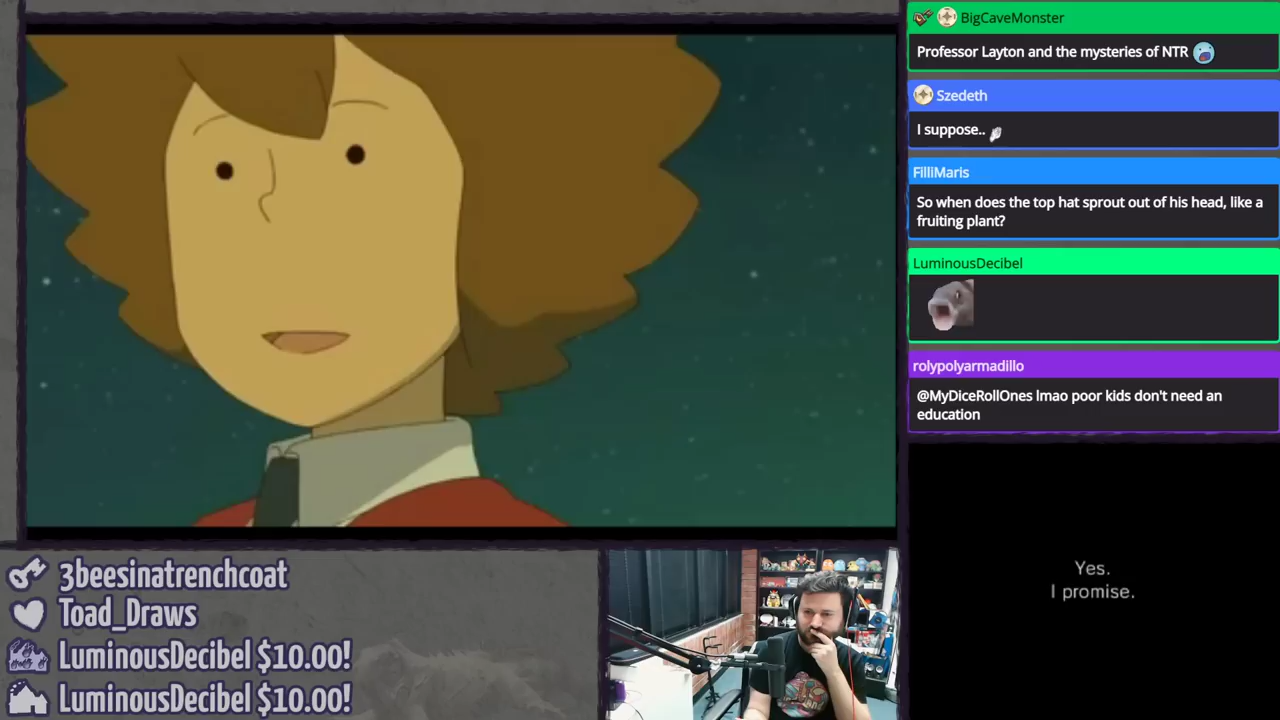 BigCaveMonster
Professor Layton and the mysteries of NTR
Szedeth
I suppose..
FilliMaris
So when does the top hat sprout out of his head, like a
fruiting plant?
LuminousDecibel
rolypolyarmadillo
@MyDiceRollOnes lmao poor kids don't need an
education
Yes.
I promise.
3beesinatrenchcoat
Toad_Draws
LuminousDecibel $10.00!
LuminousDecibel $10.00!